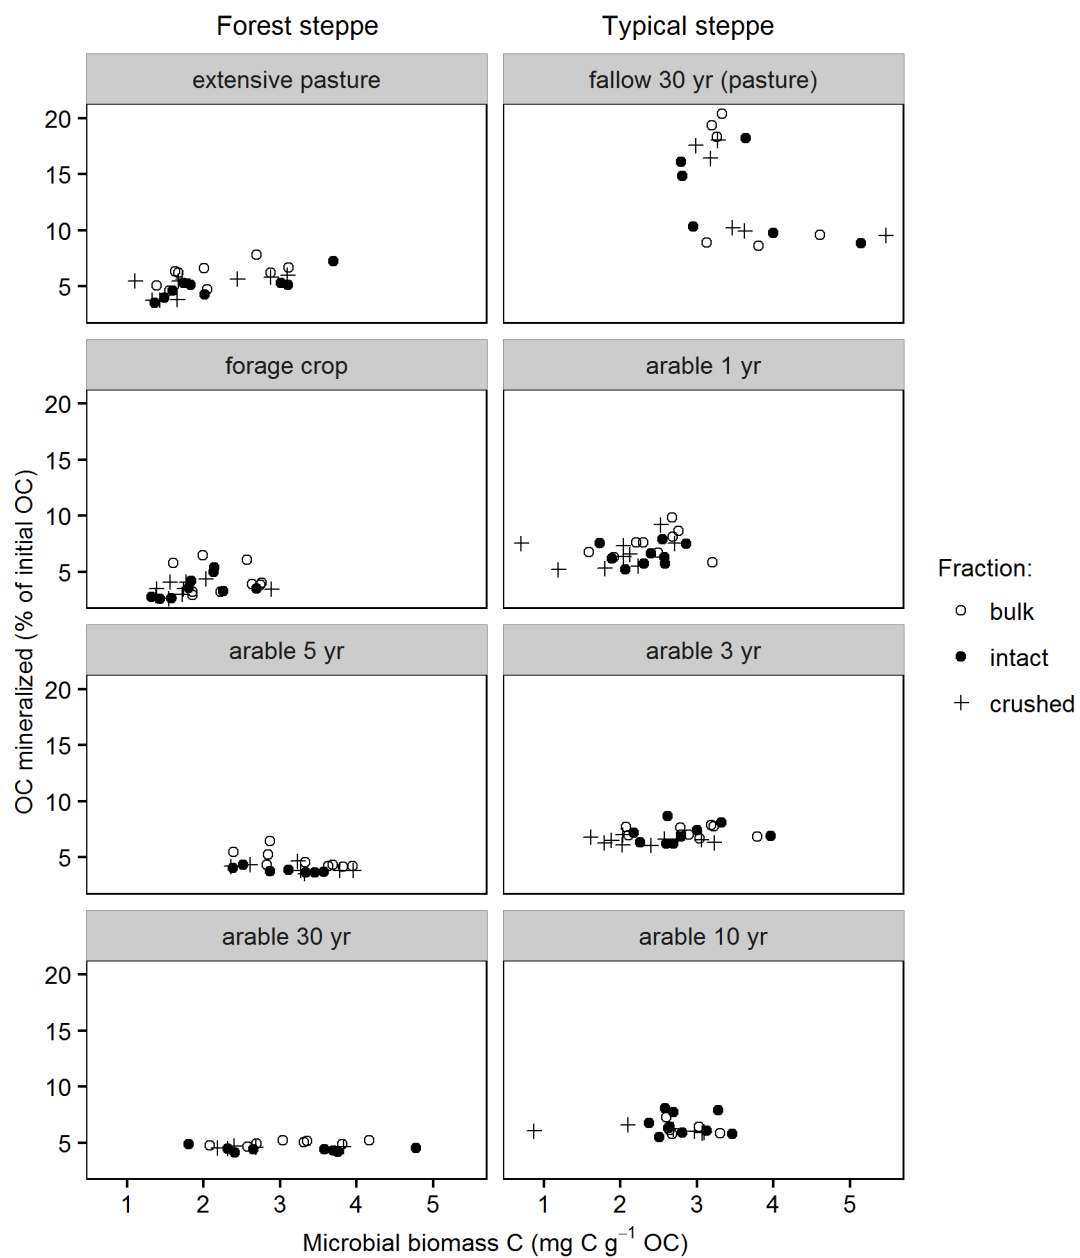 Forest steppe
Typical steppe
extensive pasture
fallow 30 yr (pasture)
20
15
10
5
forage crop
arable 1 yr
20
15
10
5
arable 5 yr
arable 3 yr
20
15
10
5
arable 30 yr
arable 10 yr
20
15
10
5
1 2 3 4 5
1 2 3 4 5
Microbial biomass C (mg C g⁻¹ OC)
OC mineralized (% of initial OC)
Fraction:
bulk
intact
crushed